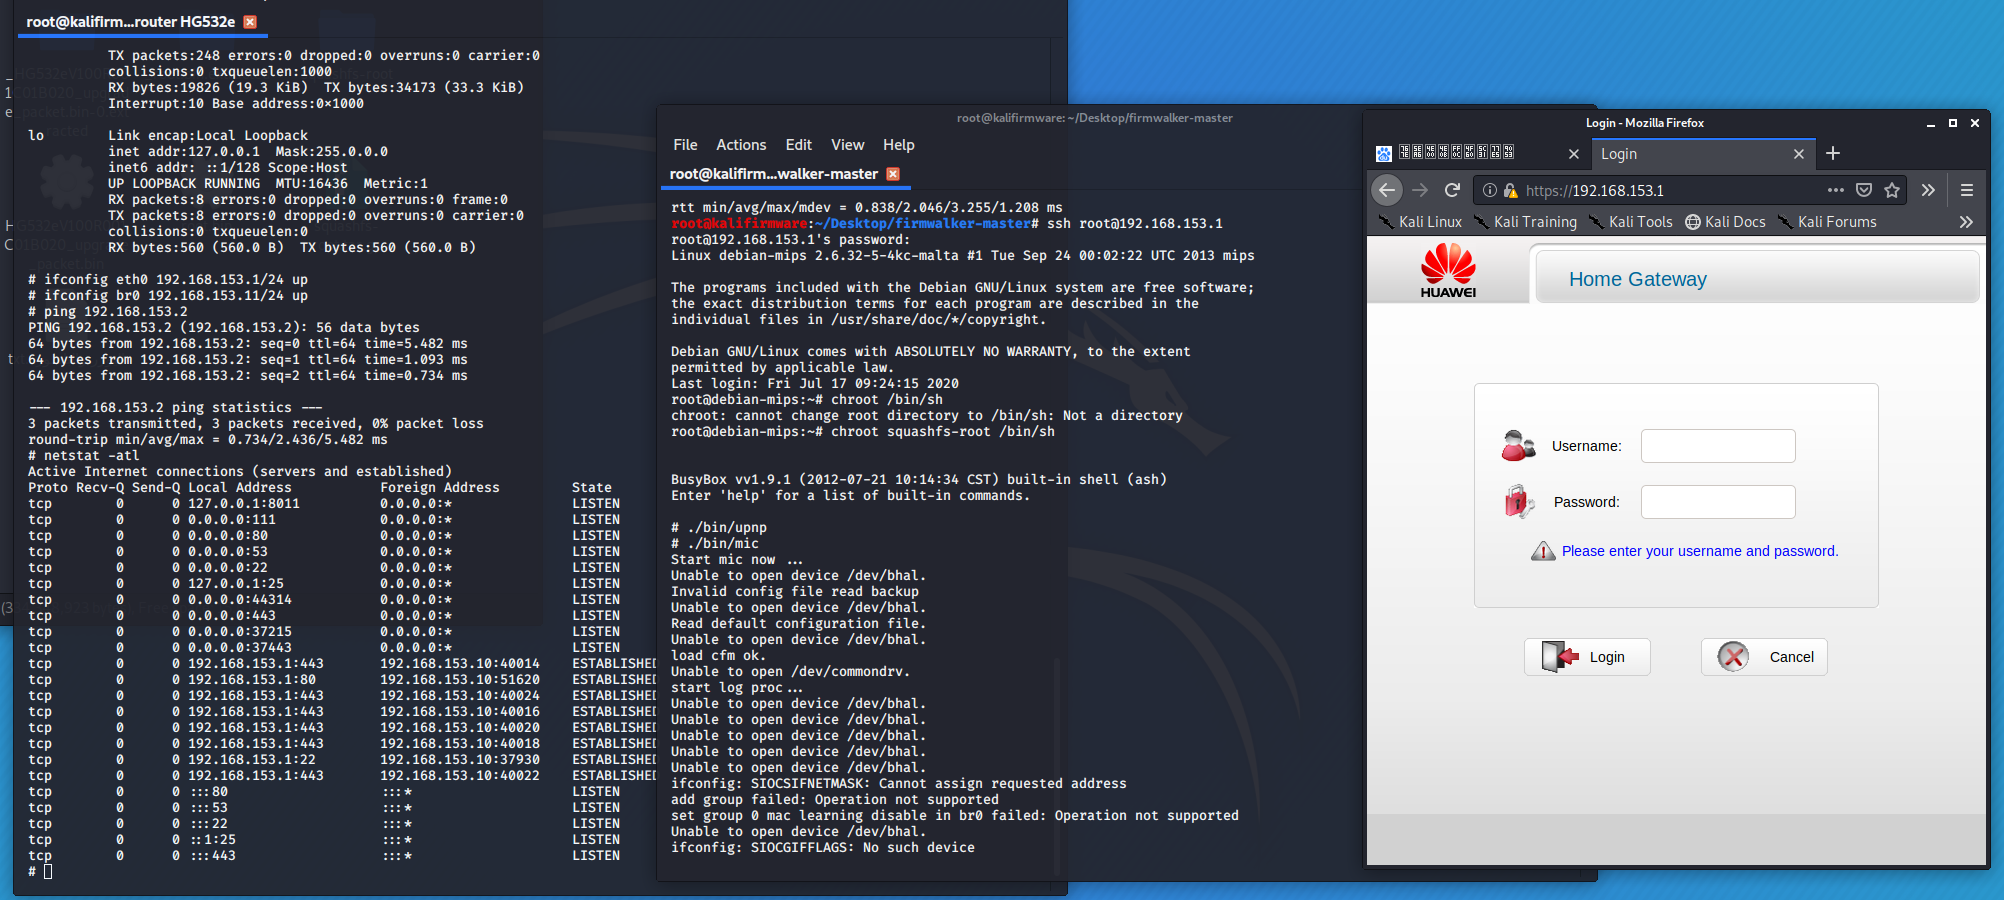 root@kalifirm...router HG532e
TX packets:248 errors:0 dropped:0 overruns:0 carrier:0
collisions:0 txqueuelen:1000
RX bytes:19826 (19.3 KiB)  TX bytes:34173 (33.3 KiB)
Interrupt:10 Base address:0×1000
lo Link encap:Local Loopback
inet addr:127.0.0.1  Mask:255.0.0.0
inet6 addr: ::1/128 Scope:Host
UP LOOPBACK RUNNING  MTU:16436  Metric:1
RX packets:8 errors:0 dropped:0 overruns:0 frame:0
TX packets:8 errors:0 dropped:0 overruns:0 carrier:0
collisions:0 txqueuelen:0
RX bytes:560 (560.0 B)  TX bytes:560 (560.0 B)
# ifconfig eth0 192.168.153.1/24 up
# ifconfig br0 192.168.153.11/24 up
# ping 192.168.153.2
PING 192.168.153.2 (192.168.153.2): 56 data bytes
64 bytes from 192.168.153.2: seq=0 ttl=64 time=5.482 ms
64 bytes from 192.168.153.2: seq=1 ttl=64 time=1.093 ms
64 bytes from 192.168.153.2: seq=2 ttl=64 time=0.734 ms
--- 192.168.153.2 ping statistics ---
3 packets transmitted, 3 packets received, 0% packet loss
round-trip min/avg/max = 0.734/2.436/5.482 ms
# netstat -atl
Active Internet connections (servers and established)
Proto Recv-Q Send-Q Local Address Foreign Address State
tcp 0 0 127.0.0.1:8011 0.0.0.0:* LISTEN
tcp 0 0 0.0.0.0:111 0.0.0.0:* LISTEN
tcp 0 0 0.0.0.0:80 0.0.0.0:* LISTEN
tcp 0 0 0.0.0.0:53 0.0.0.0:* LISTEN
tcp 0 0 0.0.0.0:22 0.0.0.0:* LISTEN
tcp 0 0 127.0.0.1:25 0.0.0.0:* LISTEN
tcp 0 0 0.0.0.0:44314 0.0.0.0:* LISTEN
tcp 0 0 0.0.0.0:443 0.0.0.0:* LISTEN
tcp 0 0 0.0.0.0:37215 0.0.0.0:* LISTEN
tcp 0 0 0.0.0.0:37443 0.0.0.0:* LISTEN
tcp 0 0 192.168.153.1:443 192.168.153.10:40014 ESTABLISHED
tcp 0 0 192.168.153.1:80 192.168.153.10:51620 ESTABLISHED
tcp 0 0 192.168.153.1:443 192.168.153.10:40024 ESTABLISHED
tcp 0 0 192.168.153.1:443 192.168.153.10:40016 ESTABLISHED
tcp 0 0 192.168.153.1:443 192.168.153.10:40020 ESTABLISHED
tcp 0 0 192.168.153.1:443 192.168.153.10:40018 ESTABLISHED
tcp 0 0 192.168.153.1:22 192.168.153.10:37930 ESTABLISHED
tcp 0 0 192.168.153.1:443 192.168.153.10:40022 ESTABLISHED
tcp 0 0 :::80 :::* LISTEN
tcp 0 0 :::53 :::* LISTEN
tcp 0 0 :::22 :::* LISTEN
tcp 0 0 ::1:25 :::* LISTEN
tcp 0 0 :::443 :::* LISTEN
#
root@kalifirmware: ~/Desktop/firmwalker-master
File Actions Edit View Help
root@kalifirm...walker-master
rtt min/avg/max/mdev = 0.838/2.046/3.255/1.208 ms
root@kalifirmware:~/Desktop/firmwalker-master# ssh root@192.168.153.1
root@192.168.153.1's password:
Linux debian-mips 2.6.32-5-4kc-malta #1 Tue Sep 24 00:02:22 UTC 2013 mips
The programs included with the Debian GNU/Linux system are free software;
the exact distribution terms for each program are described in the
individual files in /usr/share/doc/*/copyright.
Debian GNU/Linux comes with ABSOLUTELY NO WARRANTY, to the extent
permitted by applicable law.
Last login: Fri Jul 17 09:24:15 2020
root@debian-mips:~# chroot /bin/sh
chroot: cannot change root directory to /bin/sh: Not a directory
root@debian-mips:~# chroot squashfs-root /bin/sh
BusyBox vv1.9.1 (2012-07-21 10:14:34 CST) built-in shell (ash)
Enter 'help' for a list of built-in commands.
# ./bin/upnp
# ./bin/mic
Start mic now ...
Unable to open device /dev/bhal.
Invalid config file read backup
Unable to open device /dev/bhal.
Read default configuration file.
Unable to open device /dev/bhal.
load cfm ok.
Unable to open /dev/commondrv.
start log proc...
Unable to open device /dev/bhal.
Unable to open device /dev/bhal.
Unable to open device /dev/bhal.
Unable to open device /dev/bhal.
Unable to open device /dev/bhal.
ifconfig: SIOCSIFNETMASK: Cannot assign requested address
add group failed: Operation not supported
set group 0 mac learning disable in br0 failed: Operation not supported
Unable to open device /dev/bhal.
ifconfig: SIOCGIFFLAGS: No such device
Login - Mozilla Firefox
Login
https://192.168.153.1
Kali Linux Kali Training Kali Tools Kali Docs Kali Forums
HUAWEI
Home Gateway
Username:
Password:
Please enter your username and password.
Login Cancel